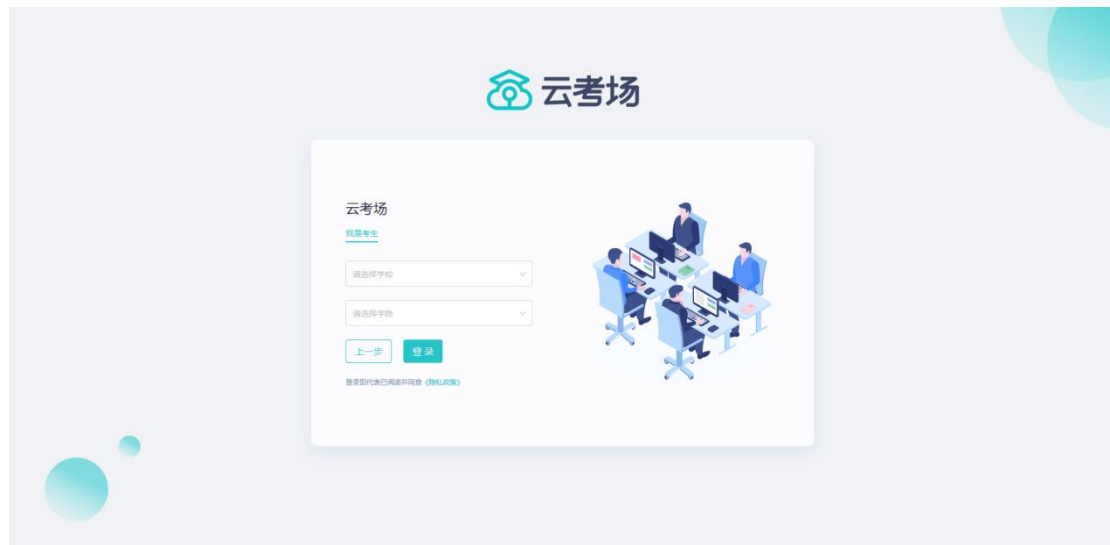 云考场
云考场
我是考生
请选择学校
请选择学院
上一步 登录
登录即代表已阅读并同意《隐私政策》